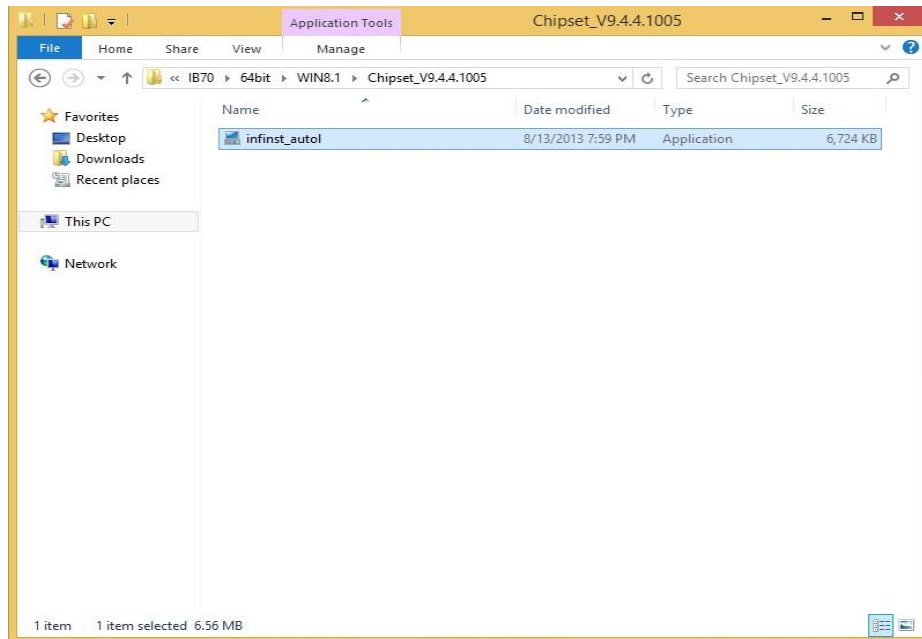 Application Tools Chipset_V9.4.4.1005
File Home Share View Manage
« IB70 64bit WIN8.1 Chipset_V9.4.4.1005 Search Chipset_V9.4.4.1005
Favorites
Desktop
Downloads
Recent places
This PC
Network
Name Date modified Type Size
infinst_autol 8/13/2013 7:59 PM Application 6,724 KB
1 item 1 item selected 6.56 MB